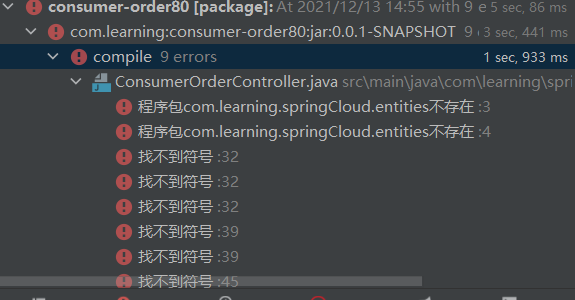 consumer-order80 [package]: At 2021/12/13 14:55 with 9 e 5 sec, 86 ms
com.learning:consumer-order80:jar:0.0.1-SNAPSHOT 9 3 sec, 441 ms
compile 9 errors 1 sec, 933 ms
ConsumerOrderController.java src\main\java\com\learning\spri
程序包com.learning.springCloud.entities不存在 :3
程序包com.learning.springCloud.entities不存在 :4
找不到符号 :32
找不到符号 :32
找不到符号 :32
找不到符号 :39
找不到符号 :39
找不到符号 :45